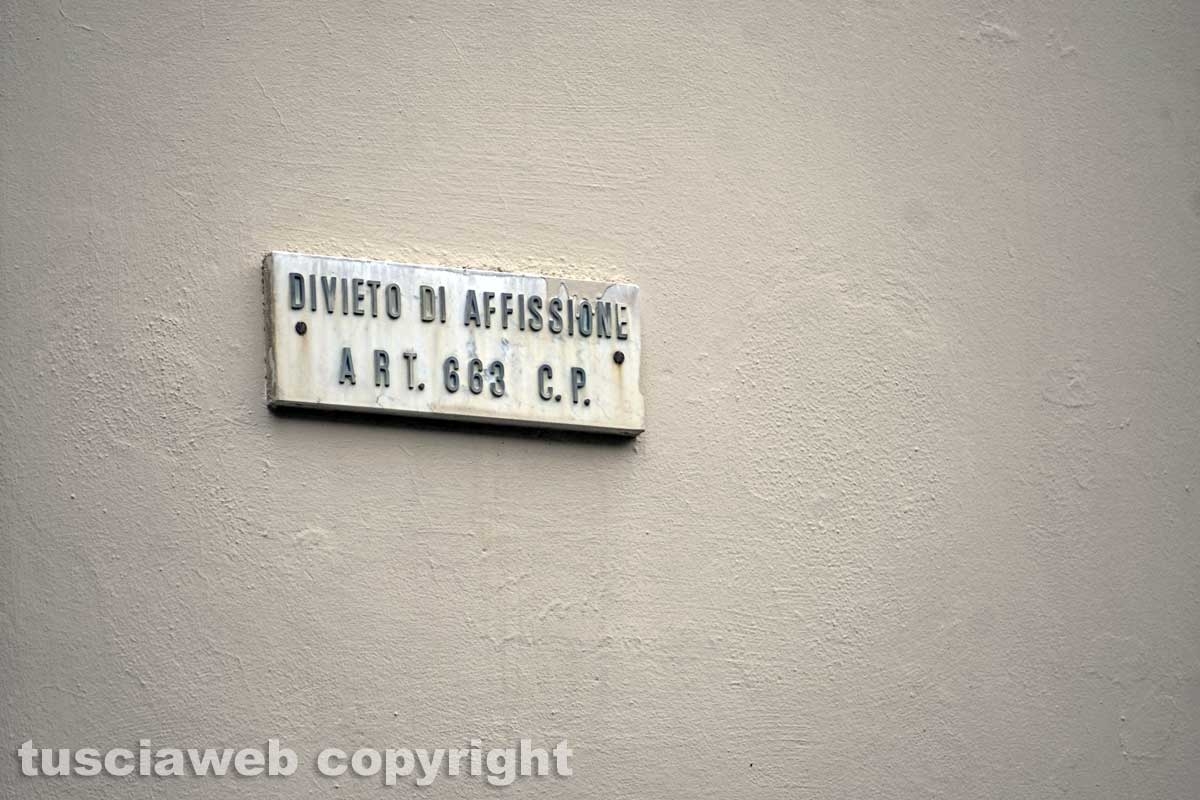 DIVIETO DI AFFISSIONE
ART. 663 C.P.
tusciaweb copyright